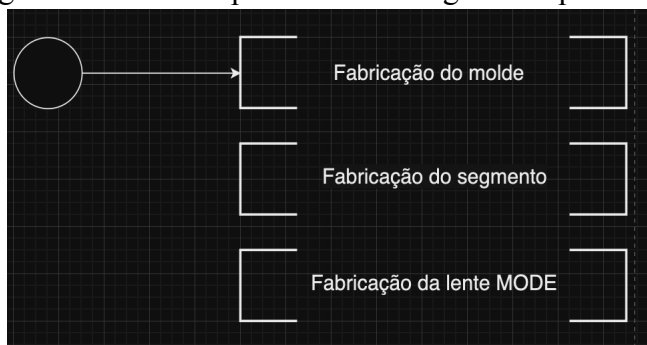 Fabricação do molde
Fabricação do segmento
Fabricação da lente MODE